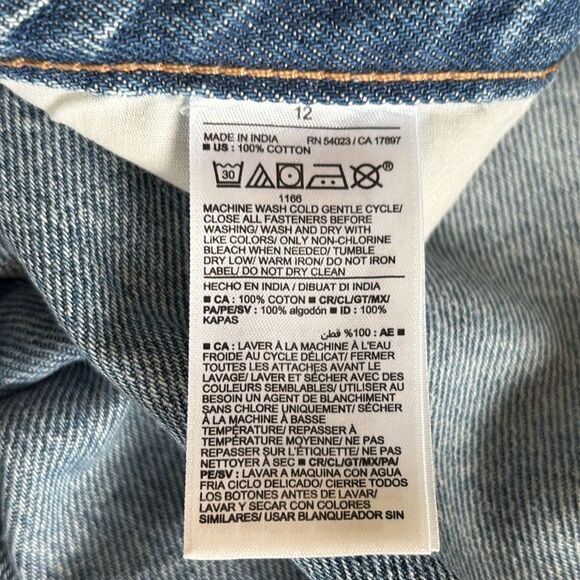 12
MADE IN INDIA RN 54023 / CA 17897
■ US : 100% COTTON
30 ®
1166
MACHINE WASH COLD GENTLE CYCLE/
CLOSE ALL FASTENERS BEFORE
WASHING/ WASH AND DRY WITH
LIKE COLORS/ ONLY NON-CHLORINE
BLEACH WHEN NEEDED/ TUMBLE
DRY LOW/ WARM IRON/ DO NOT IRON
LABEL/ DO NOT DRY CLEAN
HECHO EN INDIA / DIBUAT DI INDIA
■ CA : 100% COTON ■ CR/CL/GT/MX/
PA/PE/SV : 100% algodón ■ ID : 100%
KAPAS
■ AE : 100% قطن
■ CA : LAVER À LA MACHINE À L'EAU
FROIDE AU CYCLE DÉLICAT/ FERMER
TOUTES LES ATTACHES AVANT LE
LAVAGE/ LAVER ET SÉCHER AVEC DES
COULEURS SEMBLABLES/ UTILISER AU
BESOIN UN AGENT DE BLANCHIMENT
SANS CHLORE UNIQUEMENT/ SÉCHER
À LA MACHINE À BASSE
TEMPÉRATURE/ REPASSER À
TEMPÉRATURE MOYENNE/ NE PAS
REPASSER SUR L'ÉTIQUETTE/ NE PAS
NETTOYER À SEC ■ CR/CL/GT/MX/PA/
PE/SV : LAVAR A MAQUINA CON AGUA
FRIA CICLO DELICADO/ CIERRE TODOS
LOS BOTONES ANTES DE LAVAR/
LAVAR Y SECAR CON COLORES
SIMILARES/ USAR BLANQUEADOR SIN